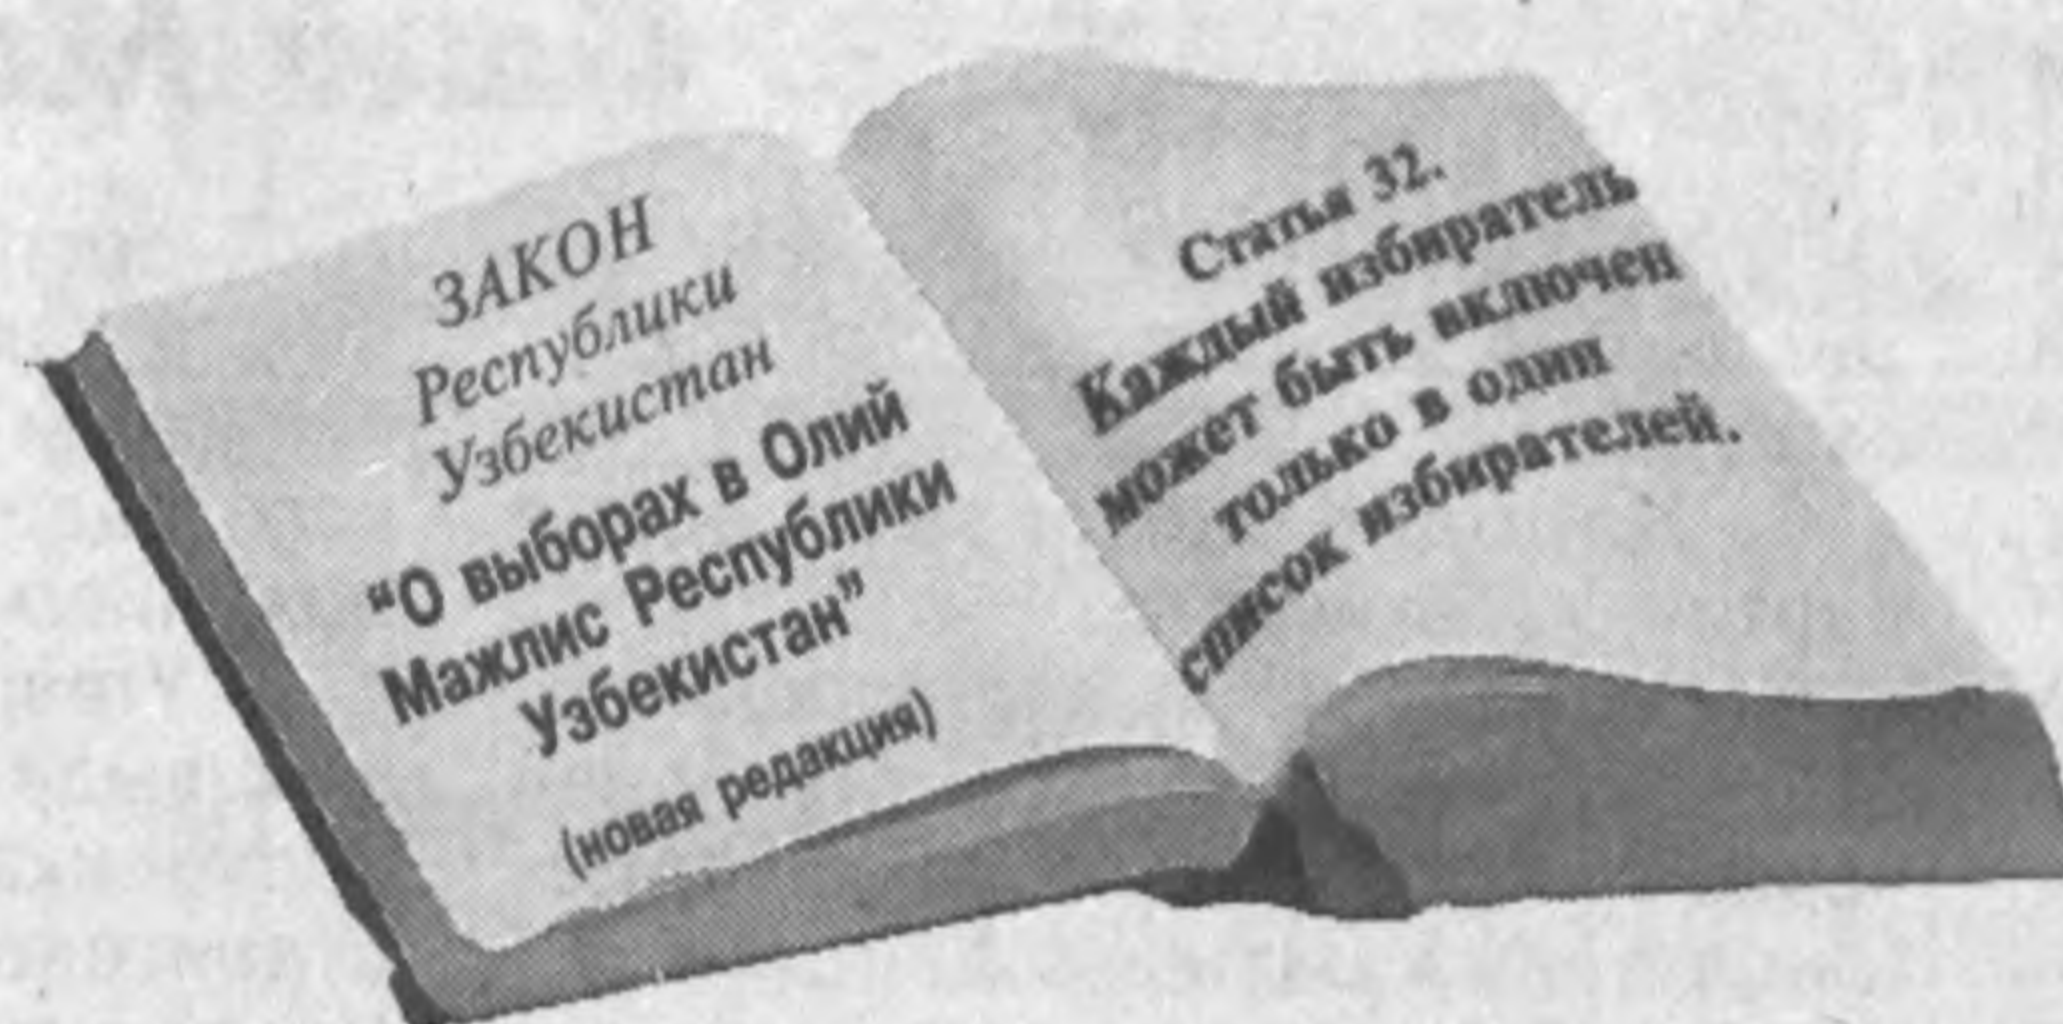 ЗАКОН
Республики
Узбекистан
“О выборах в Олий
Мажлис Республики
Узбекистан”
(новая редакция)
Статья 32.
Каждый избиратель
может быть включен
только в один
список избирателей.